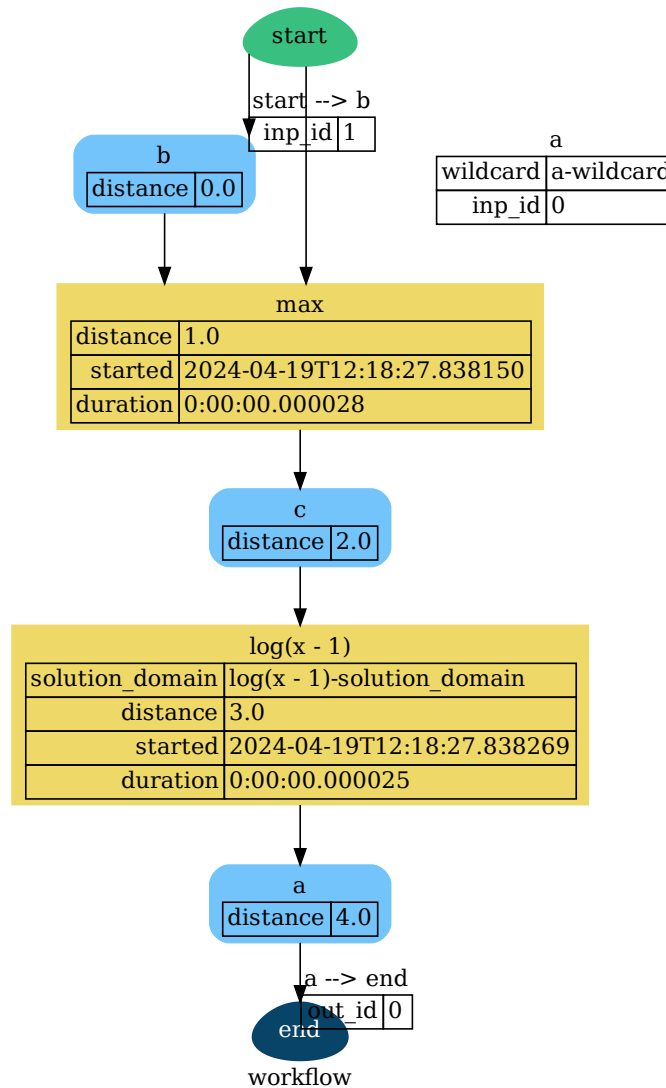 start
start --> b
inp_id 1
b
distance 0.0
a
wildcard a-wildcard
inp_id 0
max
distance 1.0
started 2024-04-19T12:18:27.838150
duration 0:00:00.000028
c
distance 2.0
log(x - 1)
solution_domain log(x - 1)-solution_domain
distance 3.0
started 2024-04-19T12:18:27.838269
duration 0:00:00.000025
a
distance 4.0
a --> end
out_id 0
end
workflow